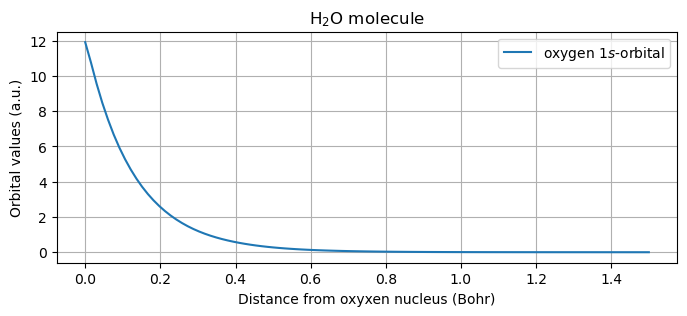 H₂O molecule
oxygen 1s-orbital
Orbital values (a.u.)
12
10
8
6
4
2
0
0.0 0.2 0.4 0.6 0.8 1.0 1.2 1.4
Distance from oxyxen nucleus (Bohr)